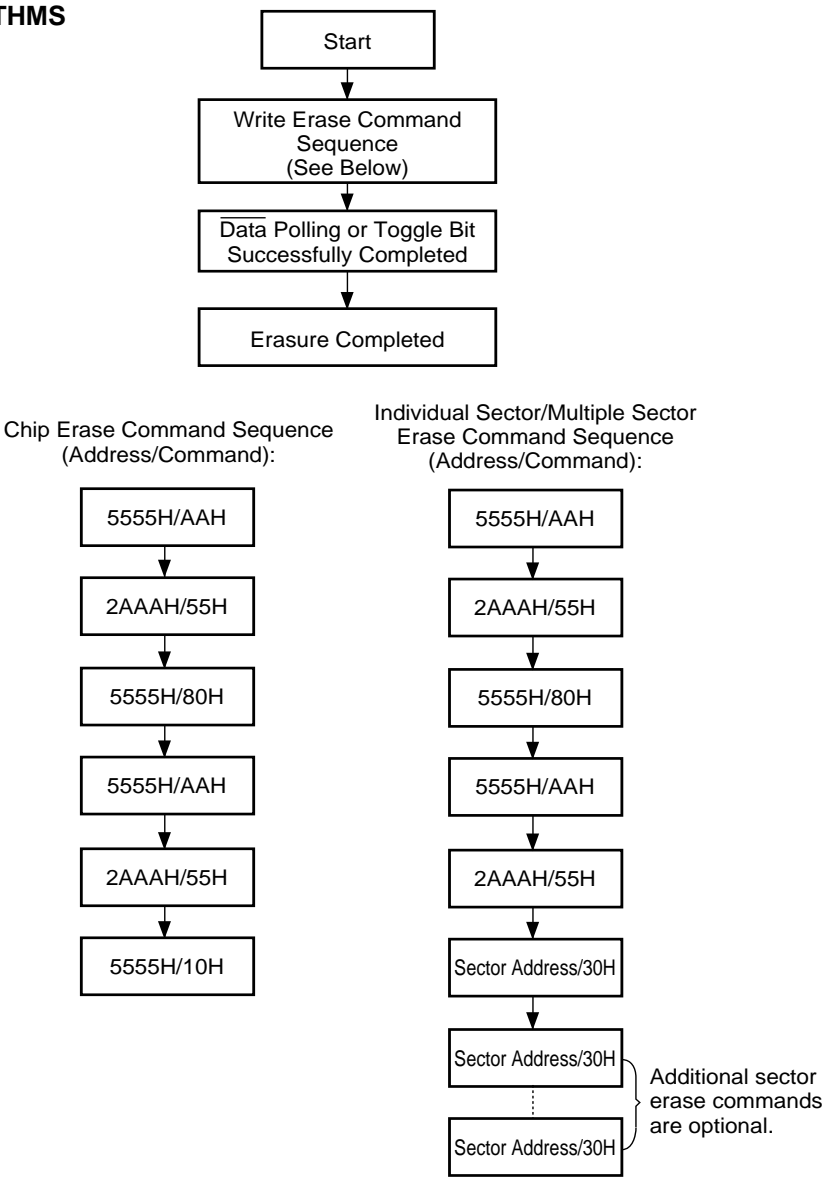 THMS
Start
Write Erase Command
Sequence
(See Below)
Data Polling or Toggle Bit
Successfully Completed
Erasure Completed
Chip Erase Command Sequence
(Address/Command):
5555H/AAH
2AAAH/55H
5555H/80H
5555H/AAH
2AAAH/55H
5555H/10H
Individual Sector/Multiple Sector
Erase Command Sequence
(Address/Command):
5555H/AAH
2AAAH/55H
5555H/80H
5555H/AAH
2AAAH/55H
Sector Address/30H
Sector Address/30H
Sector Address/30H
Additional sector
erase commands
are optional.